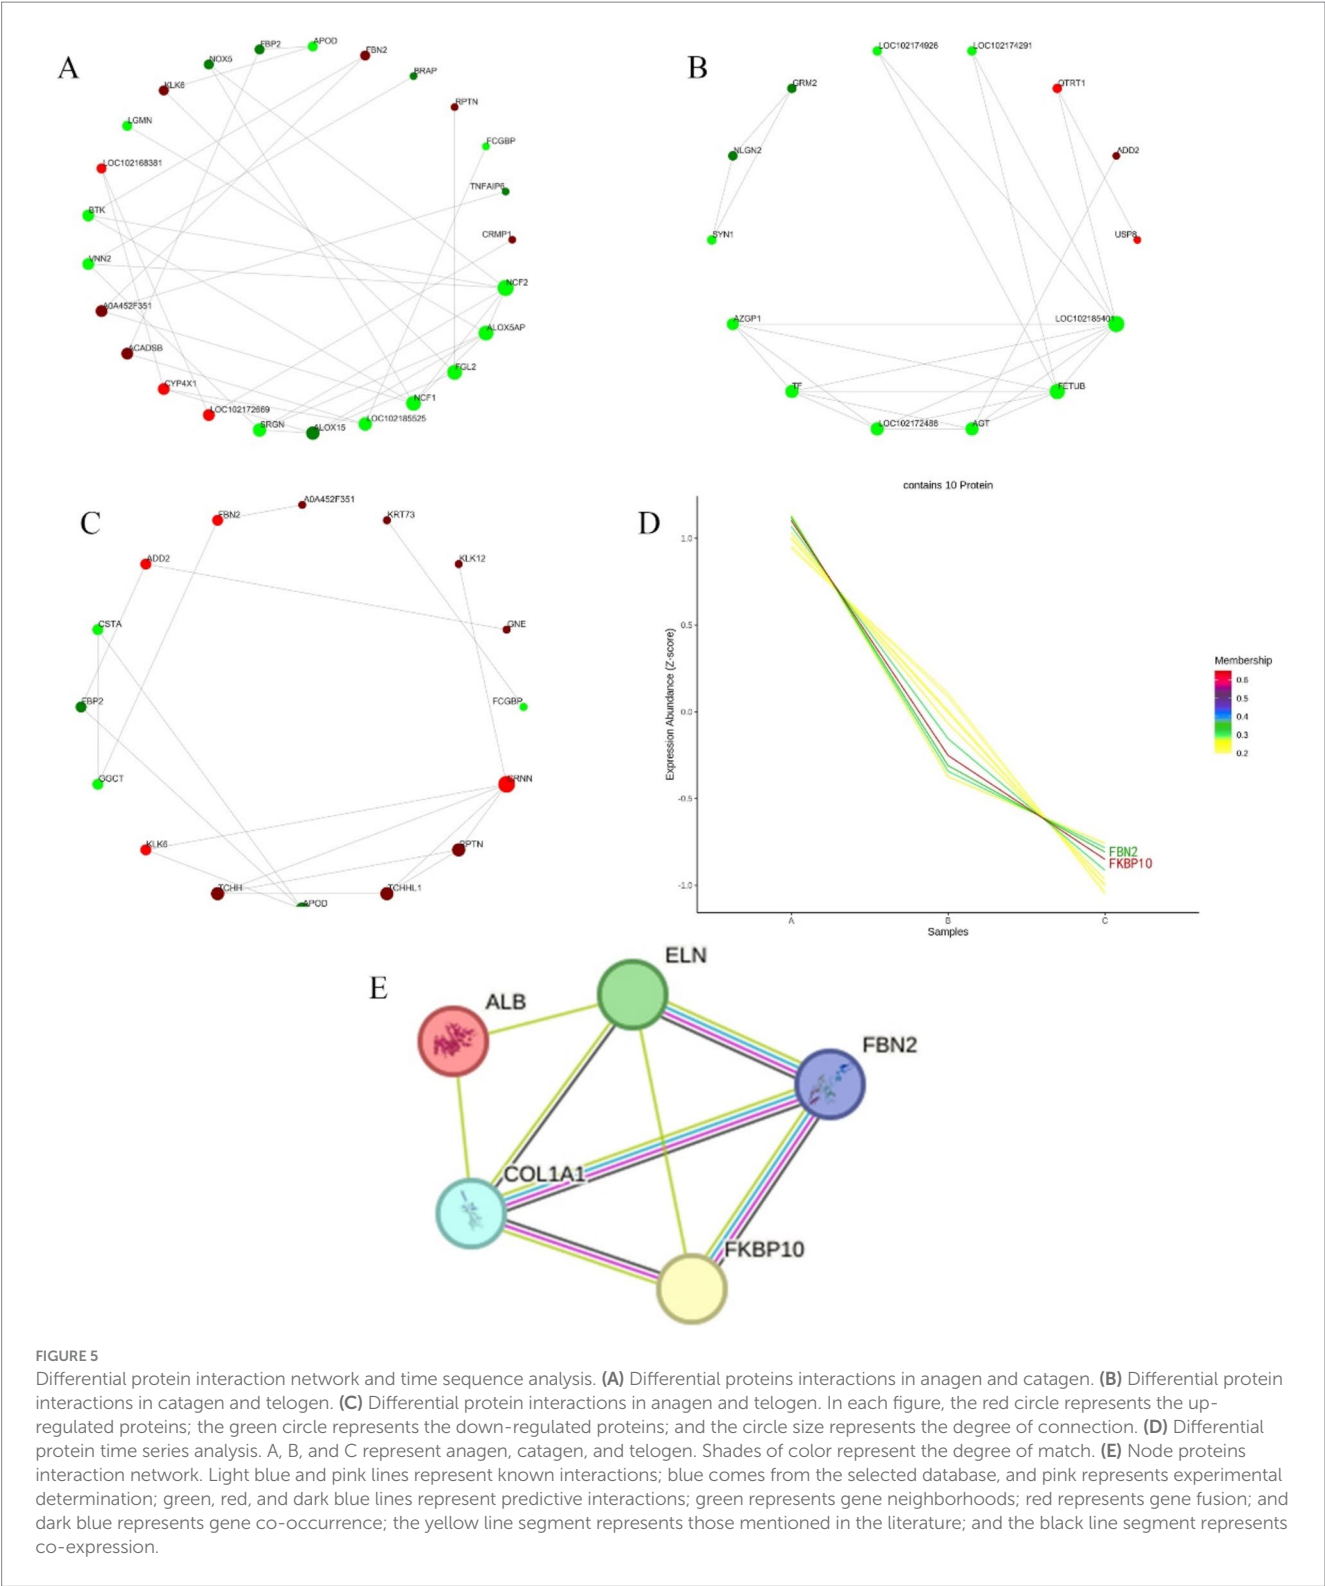 A
FBP2
APOD
FBN2
NOX5
BRAP
KLK6
RPTN
LGMN
FCGBP
LOC102168381
TNFAIP6
BTK
CRMP1
VNN2
NCF2
A0A452F351
ALOX5AP
ACADSB
FGL2
CYP4X1
NCF1
LOC102172669
LOC102185525
SRGN
ALOX15
B
LOC102174926
LOC102174291
GRM2
QTRT1
NLGN2
ADD2
SYN1
USP8
AZGP1
LOC102185401
TF
FETUB
LOC102172488
AGT
C
A0A452F351
FBN2
KRT73
ADD2
KLK12
CSTA
GNE
FBP2
FCGBP
GGCT
CRNN
KLK6
RPTN
TCHH
TCHHL1
APOD
D
contains 10 Protein
Expression Abundance (Z-score)
1.0
0.5
0.0
-0.5
-1.0
FBN2
FKBP10
A
B
C
Samples
Membership
0.6
0.5
0.4
0.3
0.2
E
ELN
ALB
FBN2
COL1A1
FKBP10
FIGURE 5
Differential protein interaction network and time sequence analysis. (A) Differential proteins interactions in anagen and catagen. (B) Differential protein
interactions in catagen and telogen. (C) Differential protein interactions in anagen and telogen. In each figure, the red circle represents the up-
regulated proteins; the green circle represents the down-regulated proteins; and the circle size represents the degree of connection. (D) Differential
protein time series analysis. A, B, and C represent anagen, catagen, and telogen. Shades of color represent the degree of match. (E) Node proteins
interaction network. Light blue and pink lines represent known interactions; blue comes from the selected database, and pink represents experimental
determination; green, red, and dark blue lines represent predictive interactions; green represents gene neighborhoods; red represents gene fusion; and
dark blue represents gene co-occurrence; the yellow line segment represents those mentioned in the literature; and the black line segment represents
co-expression.